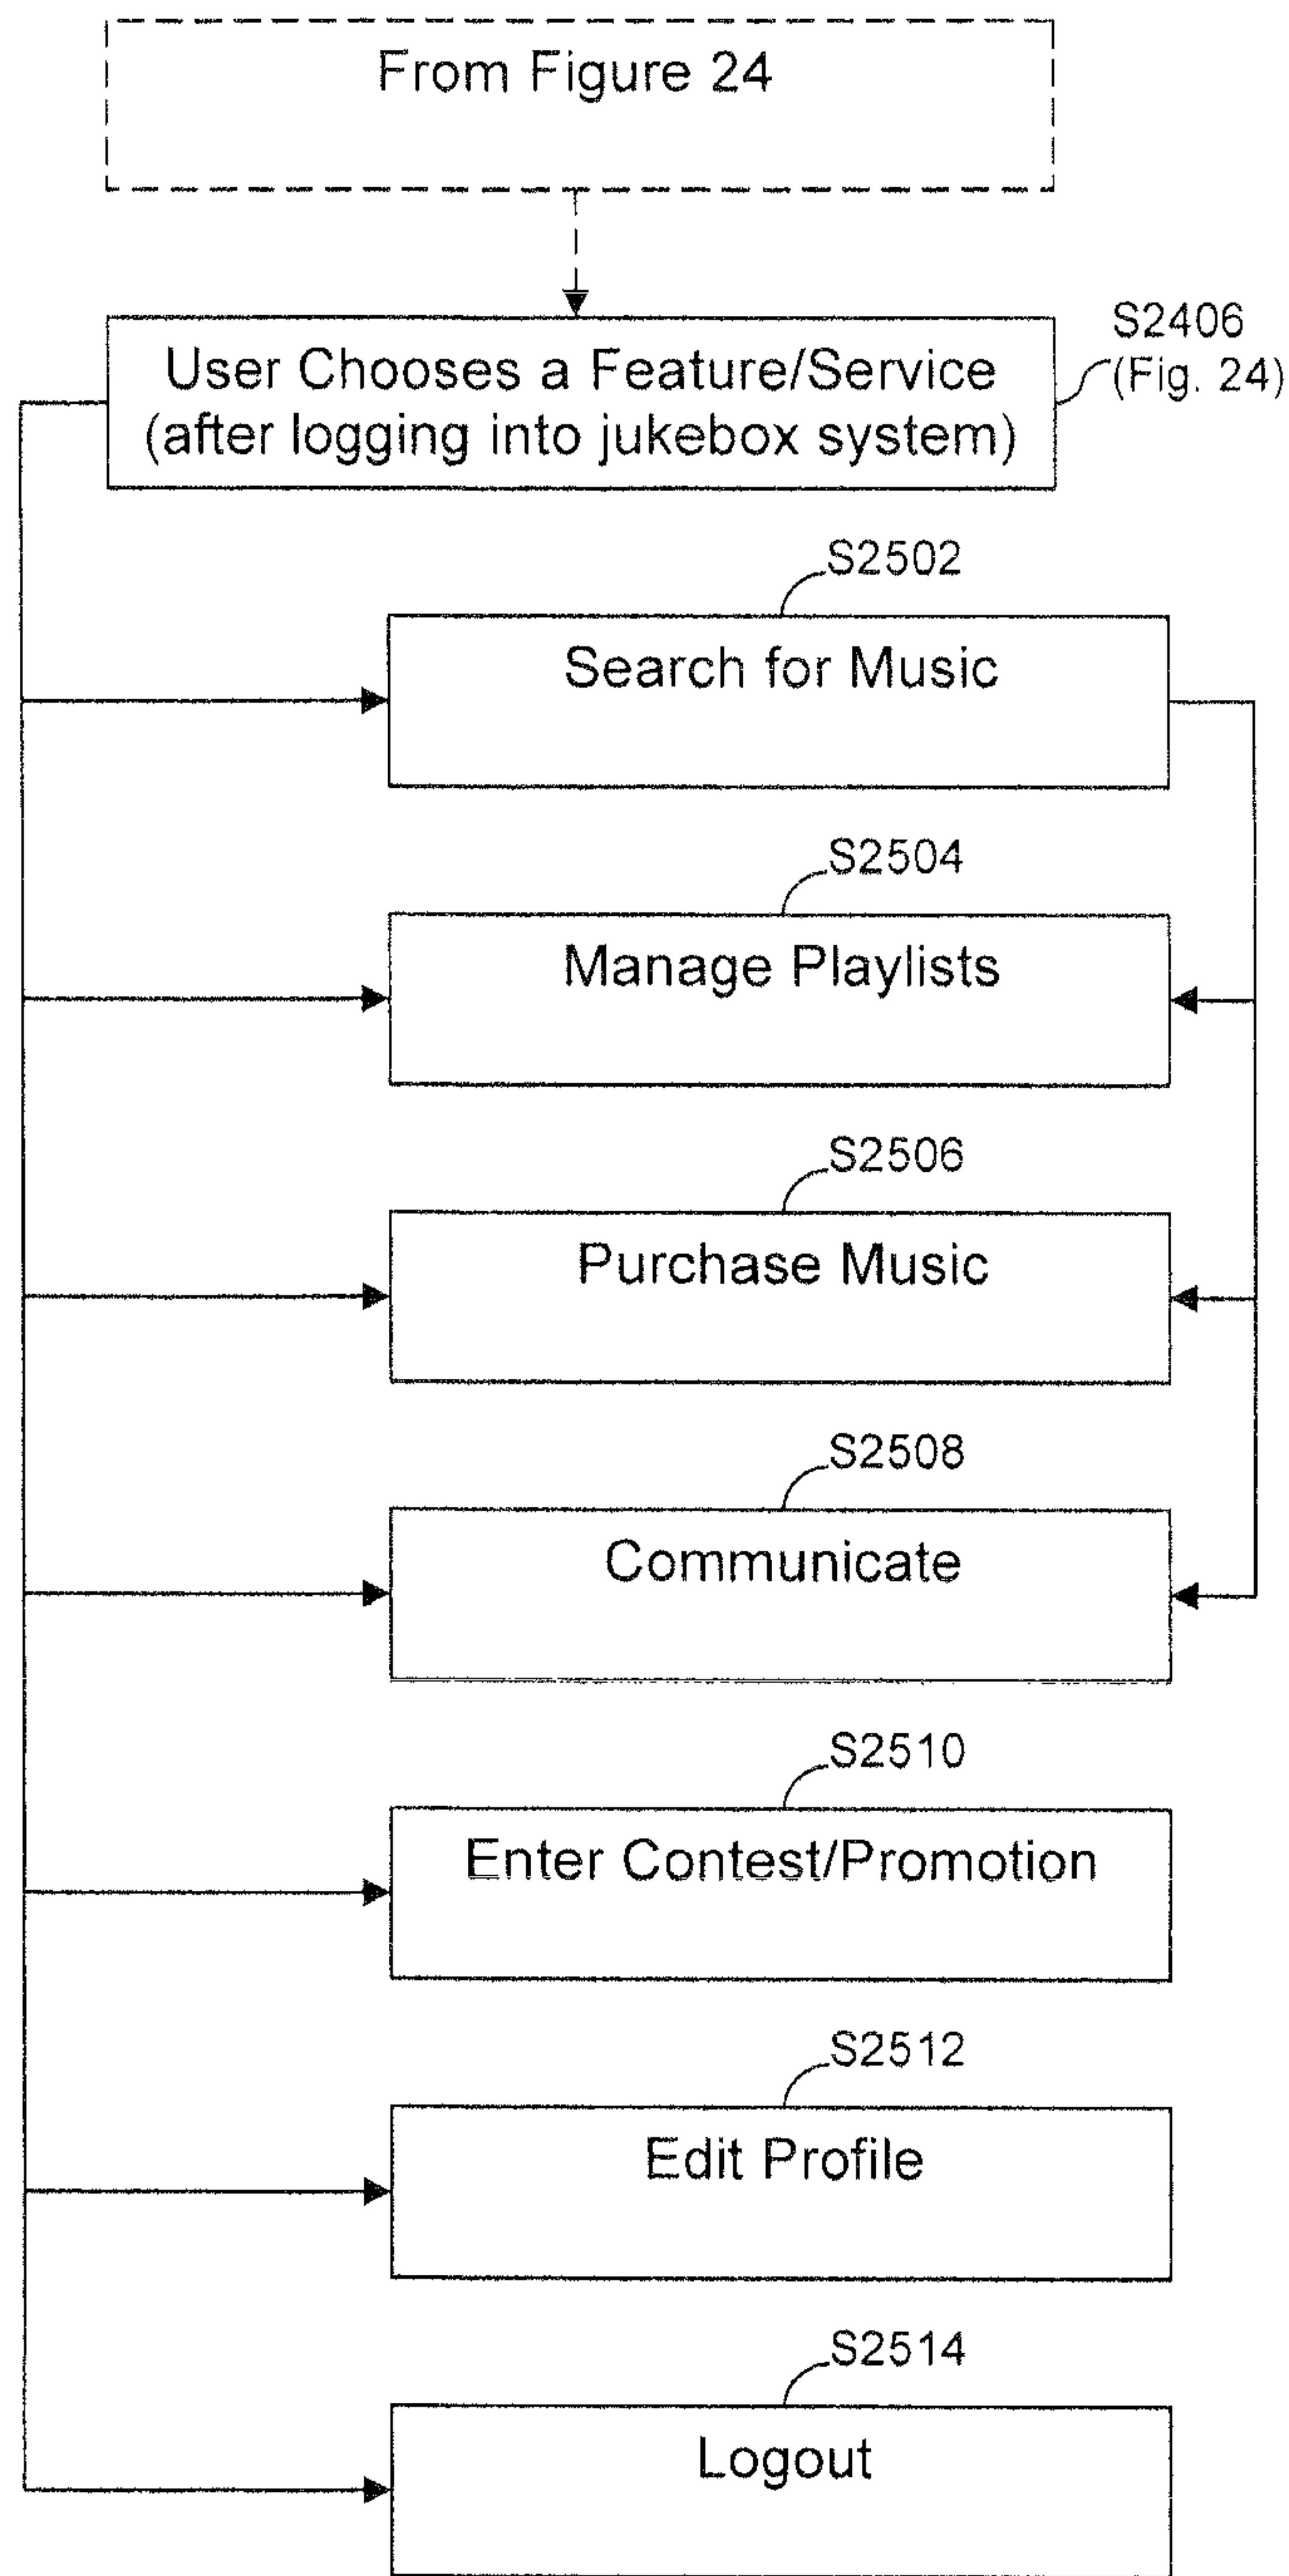 From Figure 24
User Chooses a Feature/Service
(after logging into jukebox system)
S2406
(Fig. 24)
S2502
Search for Music
S2504
Manage Playlists
S2506
Purchase Music
S2508
Communicate
S2510
Enter Contest/Promotion
S2512
Edit Profile
S2514
Logout